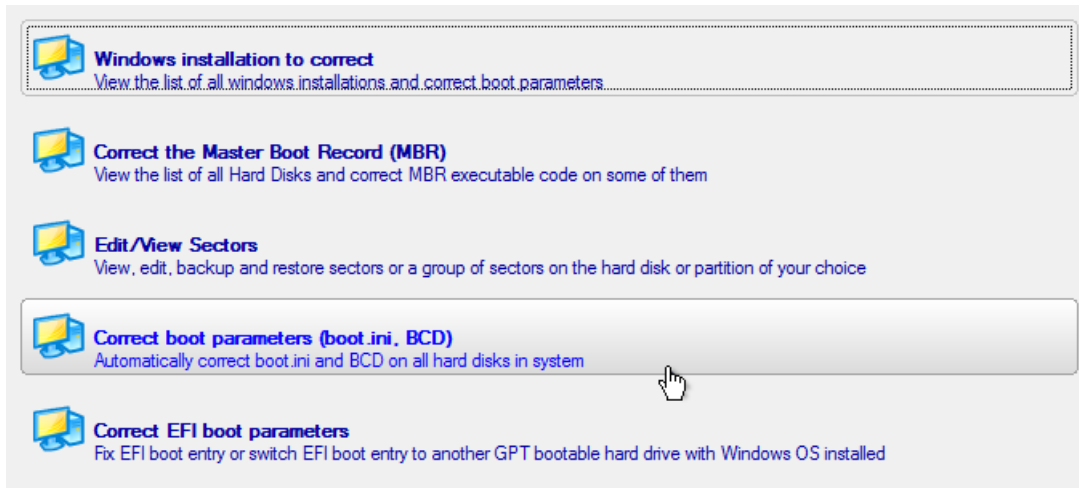 Windows installation to correct
View the list of all windows installations and correct boot parameters
Correct the Master Boot Record (MBR)
View the list of all Hard Disks and correct MBR executable code on some of them
Edit/View Sectors
View, edit, backup and restore sectors or a group of sectors on the hard disk or partition of your choice
Correct boot parameters (boot.ini, BCD)
Automatically correct boot.ini and BCD on all hard disks in system
Correct EFI boot parameters
Fix EFI boot entry or switch EFI boot entry to another GPT bootable hard drive with Windows OS installed